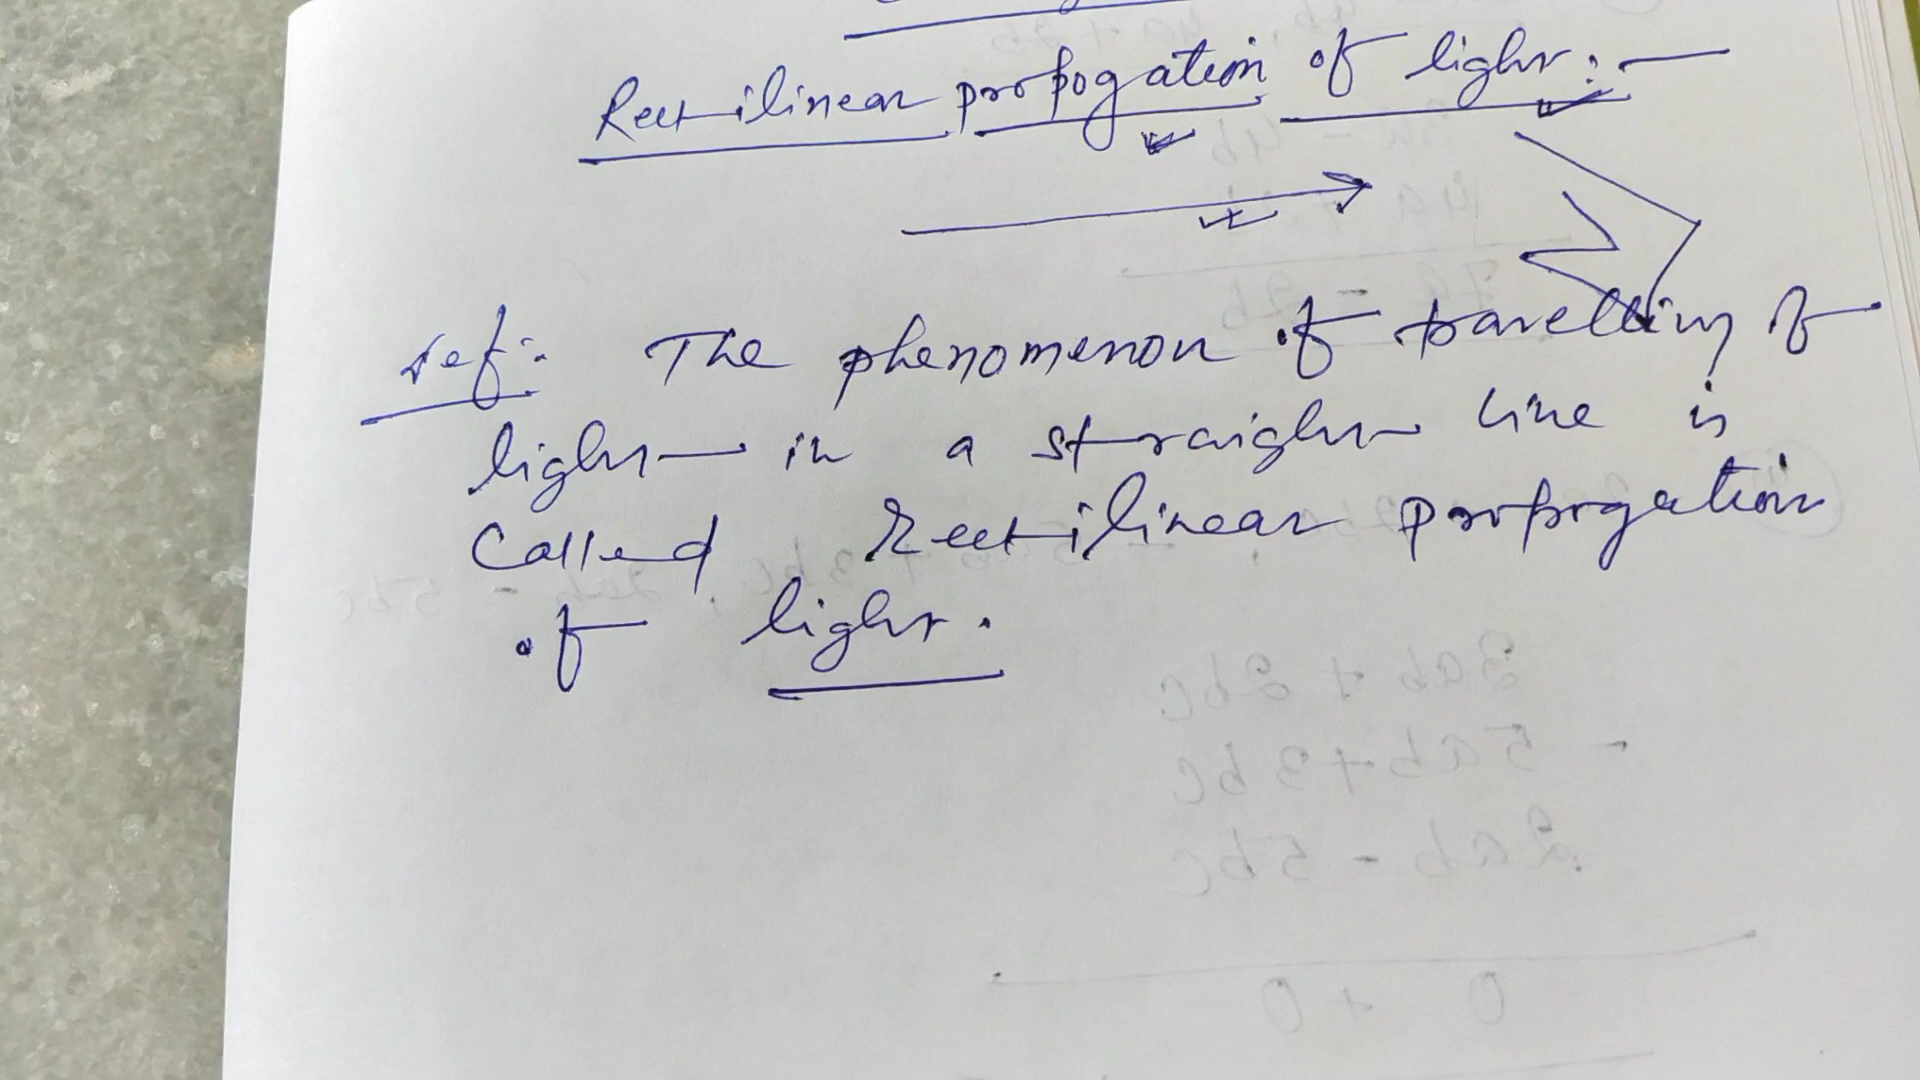 Rectilinear propogation of light :-
def :- The phenomenon of travelling of
light in a straight line is
Called Rectilinear propogation
of light.